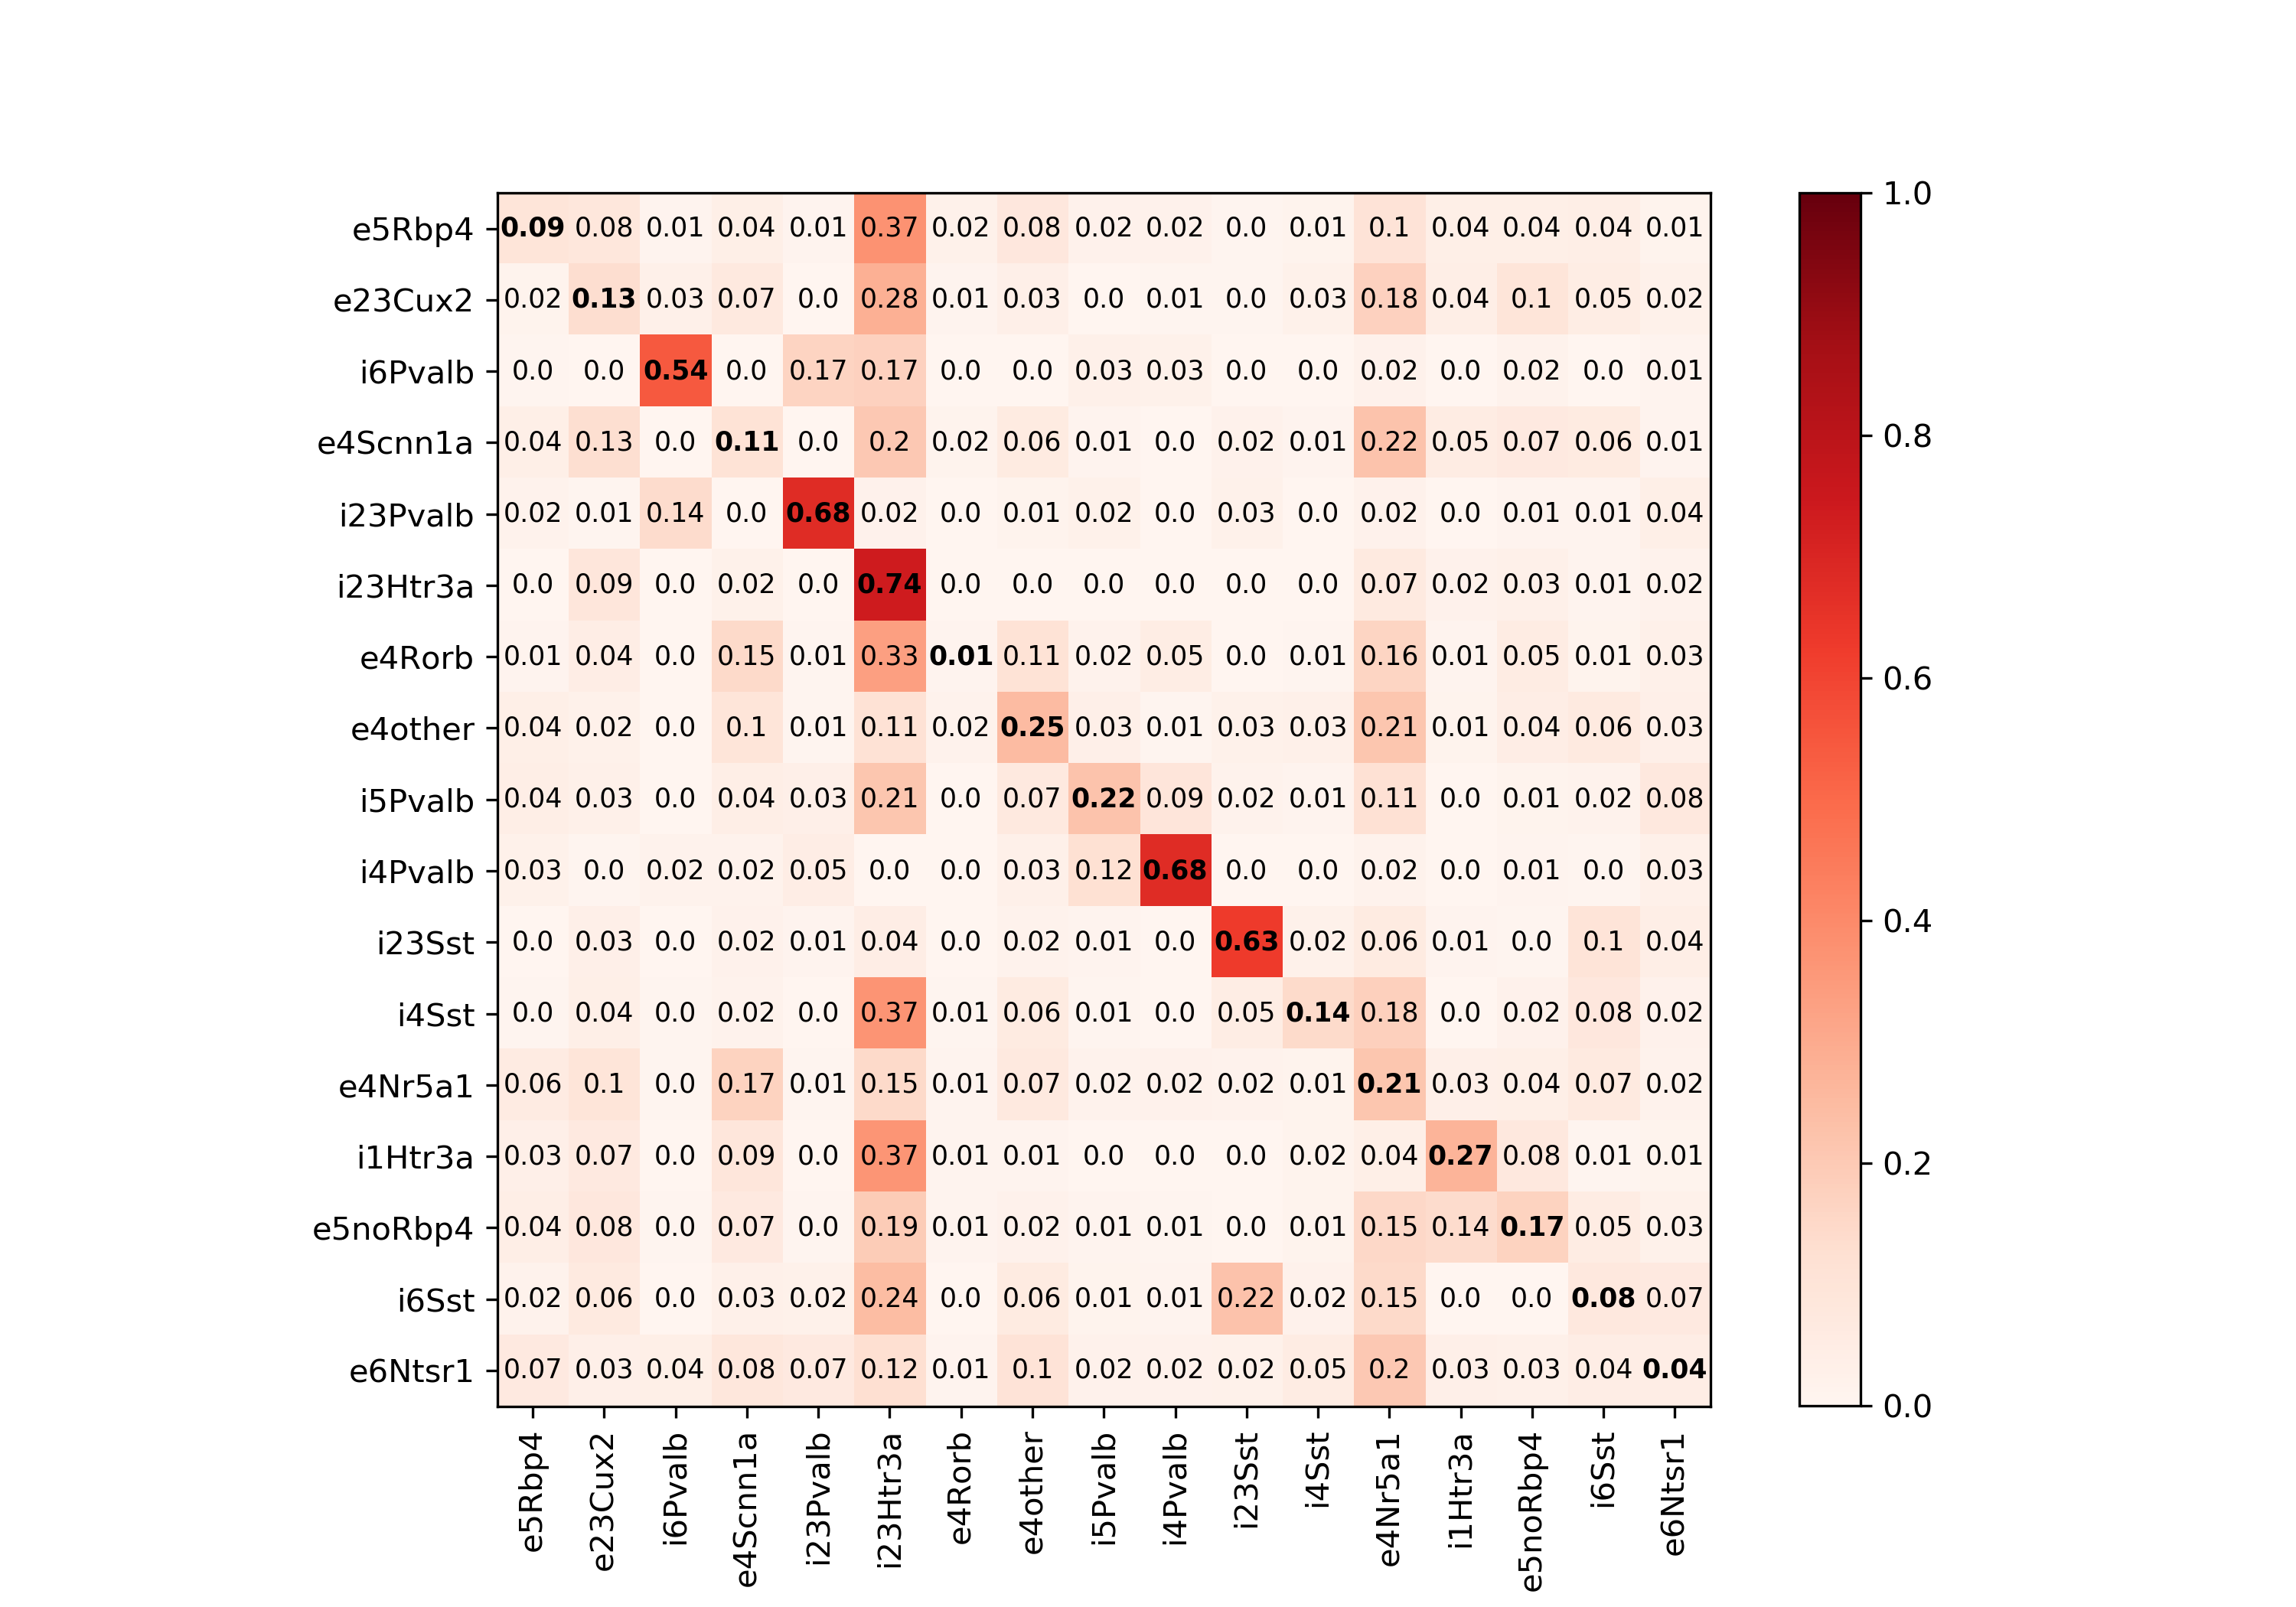 e5Rbp4 0.09 0.08 0.01 0.04 0.01 0.37 0.02 0.08 0.02 0.02 0.0 0.01 0.1 0.04 0.04 0.04 0.01
e23Cux2 0.02 0.13 0.03 0.07 0.0 0.28 0.01 0.03 0.0 0.01 0.0 0.03 0.18 0.04 0.1 0.05 0.02
i6Pvalb 0.0 0.0 0.54 0.0 0.17 0.17 0.0 0.0 0.03 0.03 0.0 0.0 0.02 0.0 0.02 0.0 0.01
e4Scnn1a 0.04 0.13 0.0 0.11 0.0 0.2 0.02 0.06 0.01 0.0 0.02 0.01 0.22 0.05 0.07 0.06 0.01
i23Pvalb 0.02 0.01 0.14 0.0 0.68 0.02 0.0 0.01 0.02 0.0 0.03 0.0 0.02 0.0 0.01 0.01 0.04
i23Htr3a 0.0 0.09 0.0 0.02 0.0 0.74 0.0 0.0 0.0 0.0 0.0 0.0 0.07 0.02 0.03 0.01 0.02
e4Rorb 0.01 0.04 0.0 0.15 0.01 0.33 0.01 0.11 0.02 0.05 0.0 0.01 0.16 0.01 0.05 0.01 0.03
e4other 0.04 0.02 0.0 0.1 0.01 0.11 0.02 0.25 0.03 0.01 0.03 0.03 0.21 0.01 0.04 0.06 0.03
i5Pvalb 0.04 0.03 0.0 0.04 0.03 0.21 0.0 0.07 0.22 0.09 0.02 0.01 0.11 0.0 0.01 0.02 0.08
i4Pvalb 0.03 0.0 0.02 0.02 0.05 0.0 0.0 0.03 0.12 0.68 0.0 0.0 0.02 0.0 0.01 0.0 0.03
i23Sst 0.0 0.03 0.0 0.02 0.01 0.04 0.0 0.02 0.01 0.0 0.63 0.02 0.06 0.01 0.0 0.1 0.04
i4Sst 0.0 0.04 0.0 0.02 0.0 0.37 0.01 0.06 0.01 0.0 0.05 0.14 0.18 0.0 0.02 0.08 0.02
e4Nr5a1 0.06 0.1 0.0 0.17 0.01 0.15 0.01 0.07 0.02 0.02 0.02 0.01 0.21 0.03 0.04 0.07 0.02
i1Htr3a 0.03 0.07 0.0 0.09 0.0 0.37 0.01 0.01 0.0 0.0 0.0 0.02 0.04 0.27 0.08 0.01 0.01
e5noRbp4 0.04 0.08 0.0 0.07 0.0 0.19 0.01 0.02 0.01 0.01 0.0 0.01 0.15 0.14 0.17 0.05 0.03
i6Sst 0.02 0.06 0.0 0.03 0.02 0.24 0.0 0.06 0.01 0.01 0.22 0.02 0.15 0.0 0.0 0.08 0.07
e6Ntsr1 0.07 0.03 0.04 0.08 0.07 0.12 0.01 0.1 0.02 0.02 0.02 0.05 0.2 0.03 0.03 0.04 0.04
e5Rbp4 e23Cux2 i6Pvalb e4Scnn1a i23Pvalb i23Htr3a e4Rorb e4other i5Pvalb i4Pvalb i23Sst i4Sst e4Nr5a1 i1Htr3a e5noRbp4 i6Sst e6Ntsr1
1.0
0.8
0.6
0.4
0.2
0.0